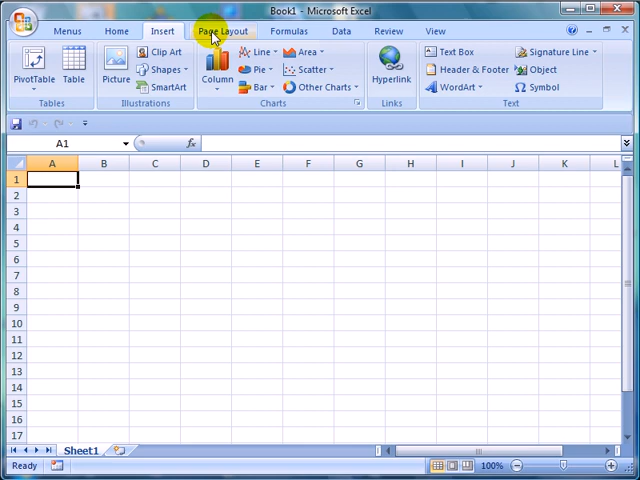 Book1 - Microsoft Excel
Menus Home Insert Page Layout Formulas Data Review View
PivotTable Table Picture Clip Art Shapes SmartArt Column Line Pie Bar Area Scatter Other Charts Hyperlink Text Box Header & Footer WordArt Signature Line Object Symbol
Tables Illustrations Charts Links Text
A1 fx
A B C D E F G H I J K L
1
2
3
4
5
6
7
8
9
10
11
12
13
14
15
16
17
Sheet1
Ready 100%